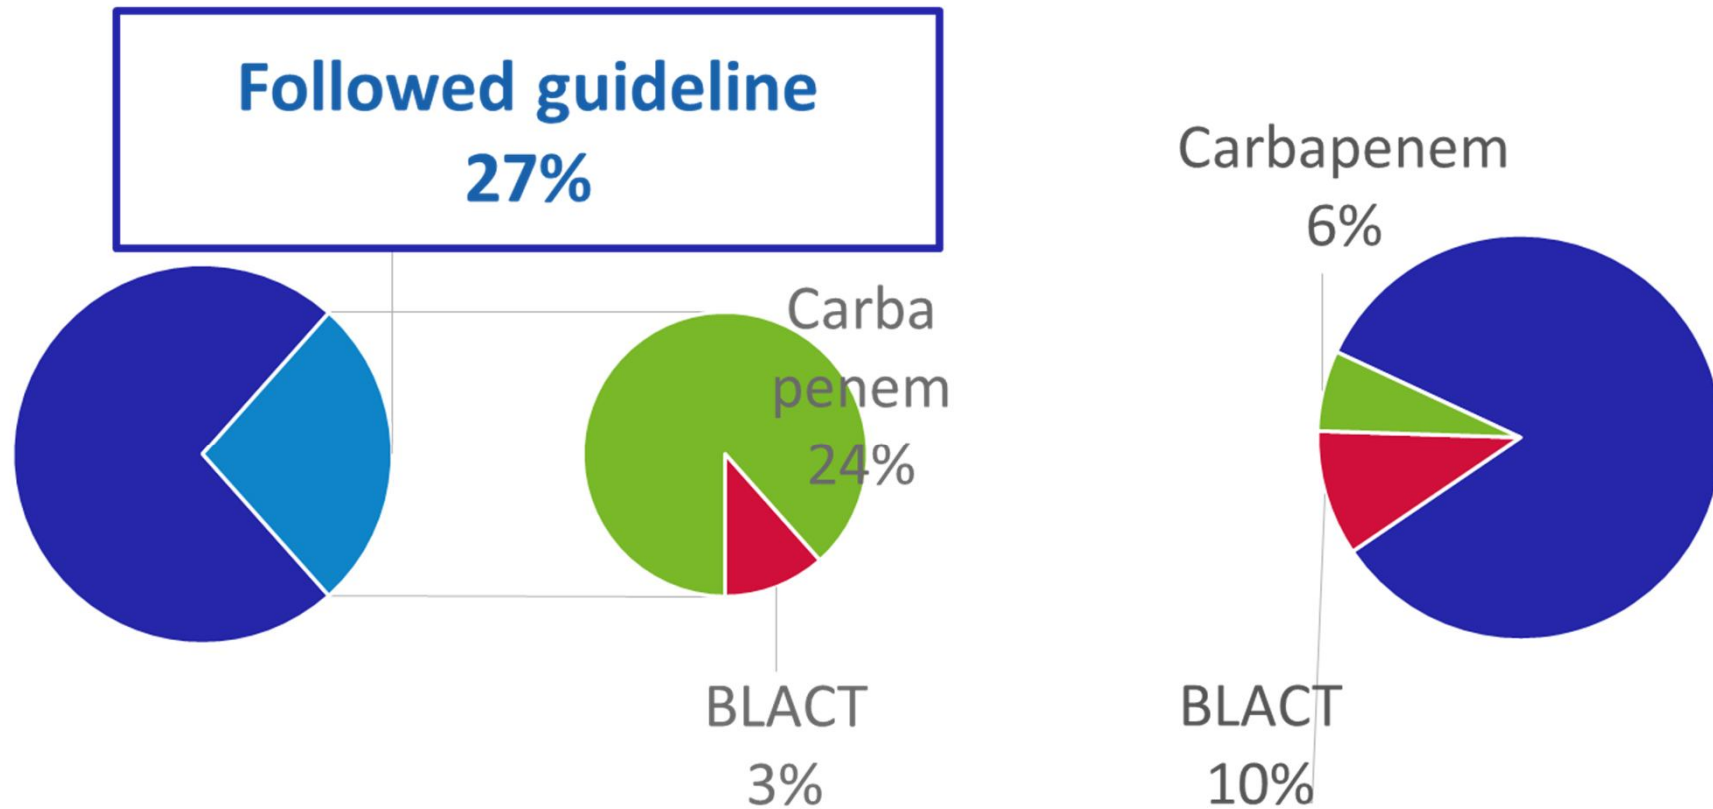 Followed guideline
27%
Carba
penem
24%
BLACT
3%
Carbapenem
6%
BLACT
10%